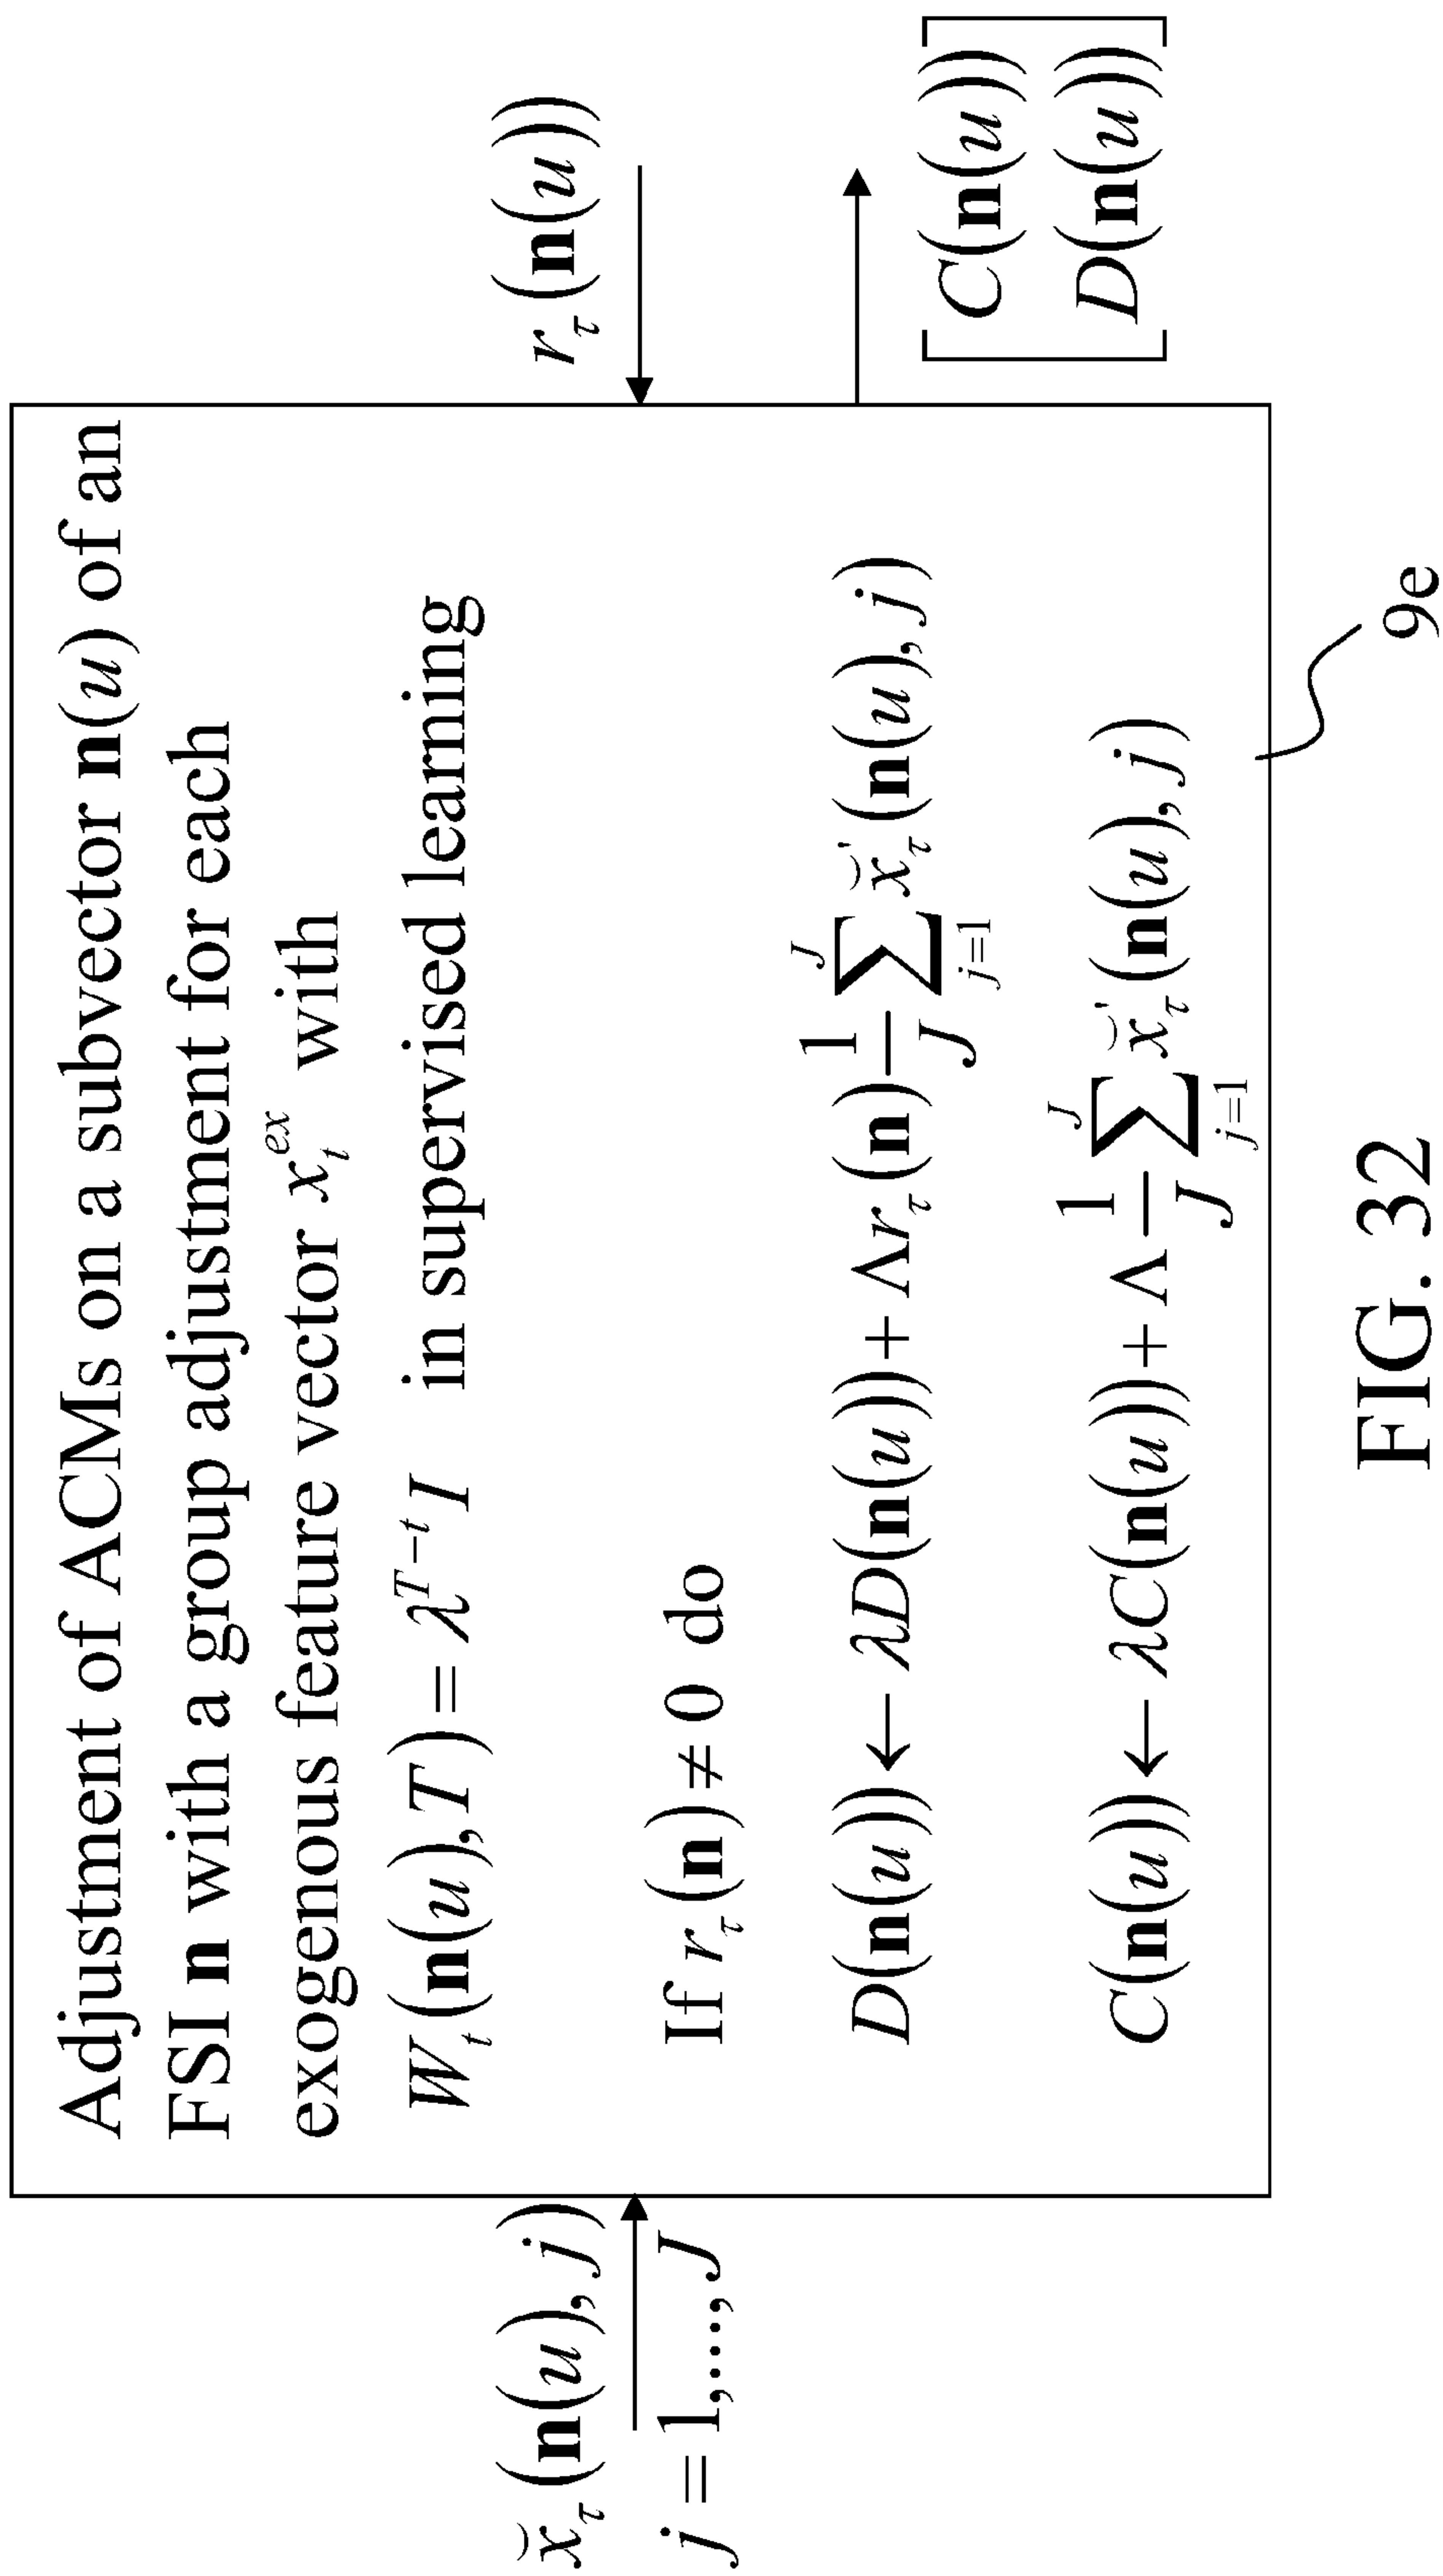 x̆_τ(n(u), j)
j = 1,...,J
Adjustment of ACMs on a subvector n(u) of an
FSI n with a group adjustment for each
exogenous feature vector x_t^{ex} with
W_t(n(u),T) = λ^{T−t} I in supervised learning
If r_τ(n) ≠ 0 do
D(n(u)) ← λD(n(u)) + Λr_τ(n) \frac{1}{J} ∑_{j=1}^{J} x̆_τ'(n(u), j)
C(n(u)) ← λC(n(u)) + Λ \frac{1}{J} ∑_{j=1}^{J} x̆_τ'(n(u), j)
r_τ(n(u))
[C(n(u))
D(n(u))]
9e
FIG. 32